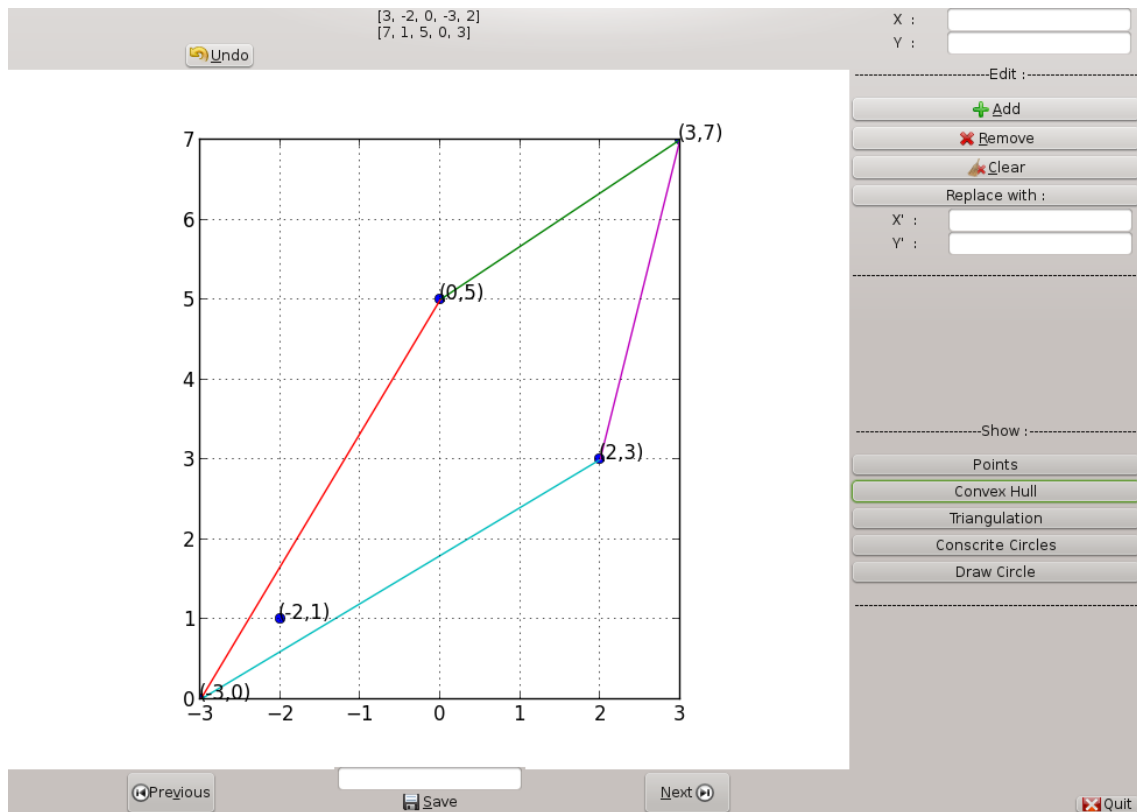 [3, -2, 0, -3, 2]
[7, 1, 5, 0, 3]
Undo
X :
Y :
------Edit :------
Add
Remove
Clear
Replace with :
X' :
Y' :
------Show :------
Points
Convex Hull
Triangulation
Conscrite Circles
Draw Circle
7
(3,7)
6
5
(0,5)
4
3
(2,3)
2
1
(-2,1)
0
(-3,0)
−3 −2 −1 0 1 2 3
Previous
Save
Next
Quit